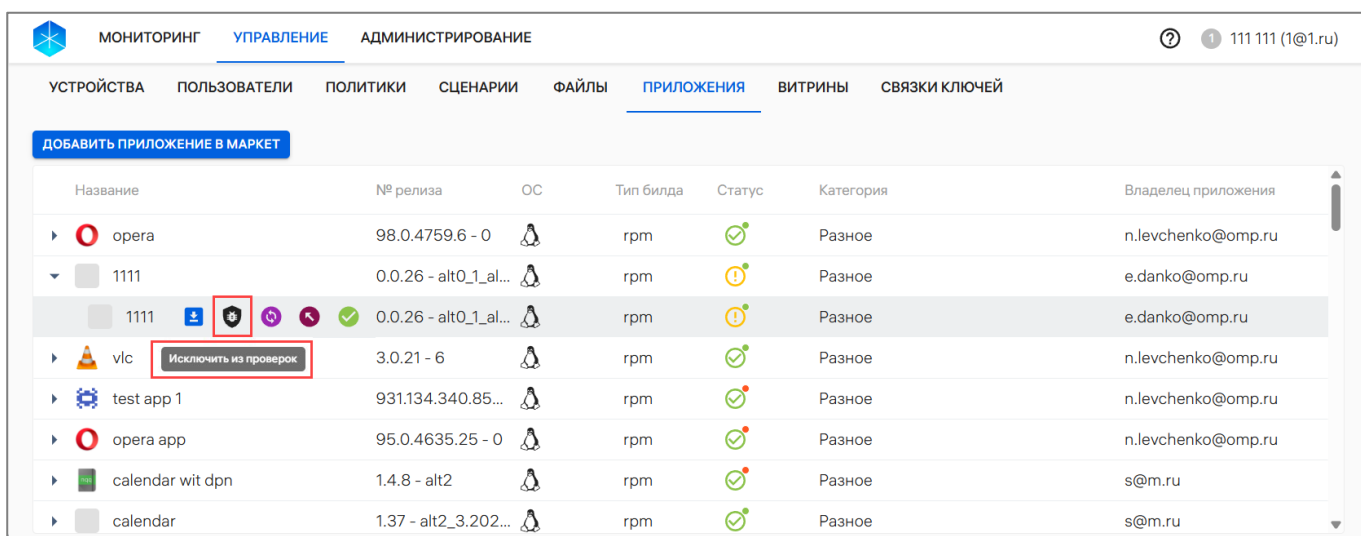 МОНИТОРИНГ УПРАВЛЕНИЕ АДМИНИСТРИРОВАНИЕ ? 1 111 111 (1@1.ru)
УСТРОЙСТВА ПОЛЬЗОВАТЕЛИ ПОЛИТИКИ СЦЕНАРИИ ФАЙЛЫ ПРИЛОЖЕНИЯ ВИТРИНЫ СВЯЗКИ КЛЮЧЕЙ
ДОБАВИТЬ ПРИЛОЖЕНИЕ В МАРКЕТ
Название № релиза ОС Тип билда Статус Категория Владелец приложения
opera 98.0.4759.6 - 0 rpm Разное n.levchenko@omp.ru
1111 0.0.26 - alt0_1_al... rpm Разное e.danko@omp.ru
1111 0.0.26 - alt0_1_al... rpm Разное e.danko@omp.ru
vlc Исключить из проверок 3.0.21 - 6 rpm Разное n.levchenko@omp.ru
test app 1 931.134.340.85... rpm Разное n.levchenko@omp.ru
opera app 95.0.4635.25 - 0 rpm Разное n.levchenko@omp.ru
calendar wit dpn 1.4.8 - alt2 rpm Разное s@m.ru
calendar 1.37 - alt2_3.202... rpm Разное s@m.ru